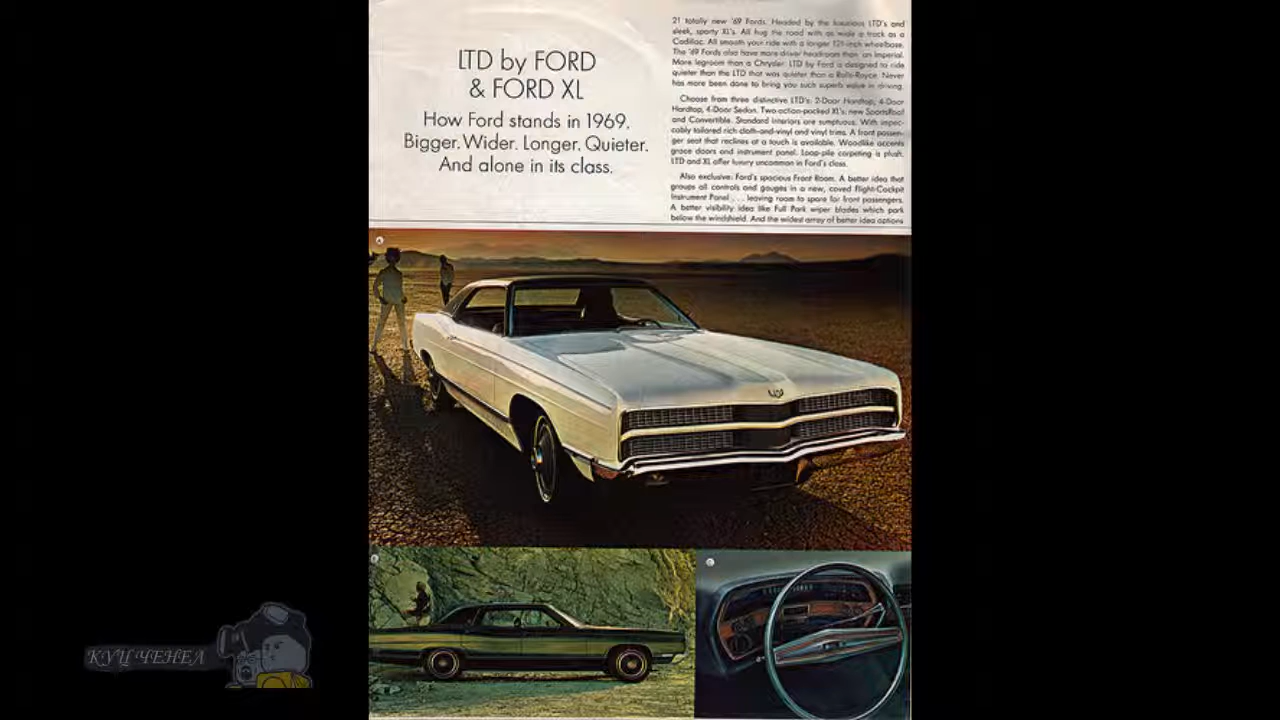 LTD by FORD
& FORD XL
How Ford stands in 1969.
Bigger. Wider. Longer. Quieter.
And alone in its class.
21 totally new '69 Fords. Headed by the luxurious LTD's and
sleek, sporty XL's. All hug the road with as wide a track as a
Cadillac. All smooth your ride with a longer 121-inch wheelbase.
The '69 Fords also have more driver headroom than an Imperial.
More legroom than a Chrysler. LTD by Ford is designed to ride
quieter than the LTD that was quieter than a Rolls-Royce. Never
has more been done to bring you such superb value in driving.
Choose from three distinctive LTD's: 2-Door Hardtop, 4-Door
Hardtop, 4-Door Sedan. Two action-packed XL's: new SportsRoof
and Convertible. Standard interiors are sumptuous. With impec-
cably tailored rich cloth-and-vinyl and vinyl trims. A front passen-
ger seat that reclines at a touch is available. Woodlike accents
grace doors and instrument panel. Loop-pile carpeting is plush.
LTD and XL offer luxury uncommon in Ford's class.
Also exclusive: Ford's spacious Front Room. A better idea that
groups all controls and gauges in a new, coved Flight-Cockpit
Instrument Panel . . . leaving room to spare for front passengers.
A better visibility idea like Full Park wiper blades which park
below the windshield. And the widest array of better idea options
КУЦ ЧЕНЕЛ